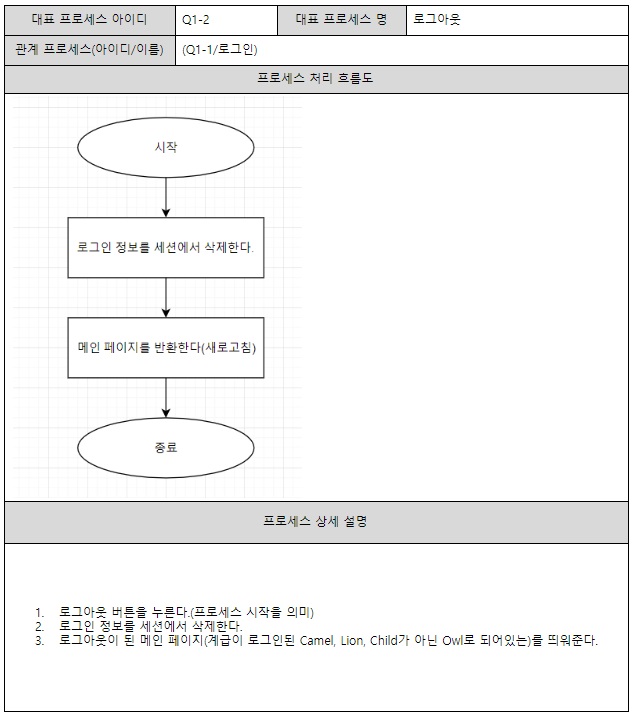 대표 프로세스 아이디 Q1-2 대표 프로세스 명 로그아웃
관계 프로세스(아이디/이름) (Q1-1/로그인)
프로세스 처리 흐름도
시작
로그인 정보를 세션에서 삭제한다.
메인 페이지를 반환한다(새로고침)
종료
프로세스 상세 설명
1. 로그아웃 버튼을 누른다.(프로세스 시작을 의미)
2. 로그인 정보를 세션에서 삭제한다.
3. 로그아웃이 된 메인 페이지(계급이 로그인된 Camel, Lion, Child가 아닌 Owl로 되어있는)를 띄워준다.